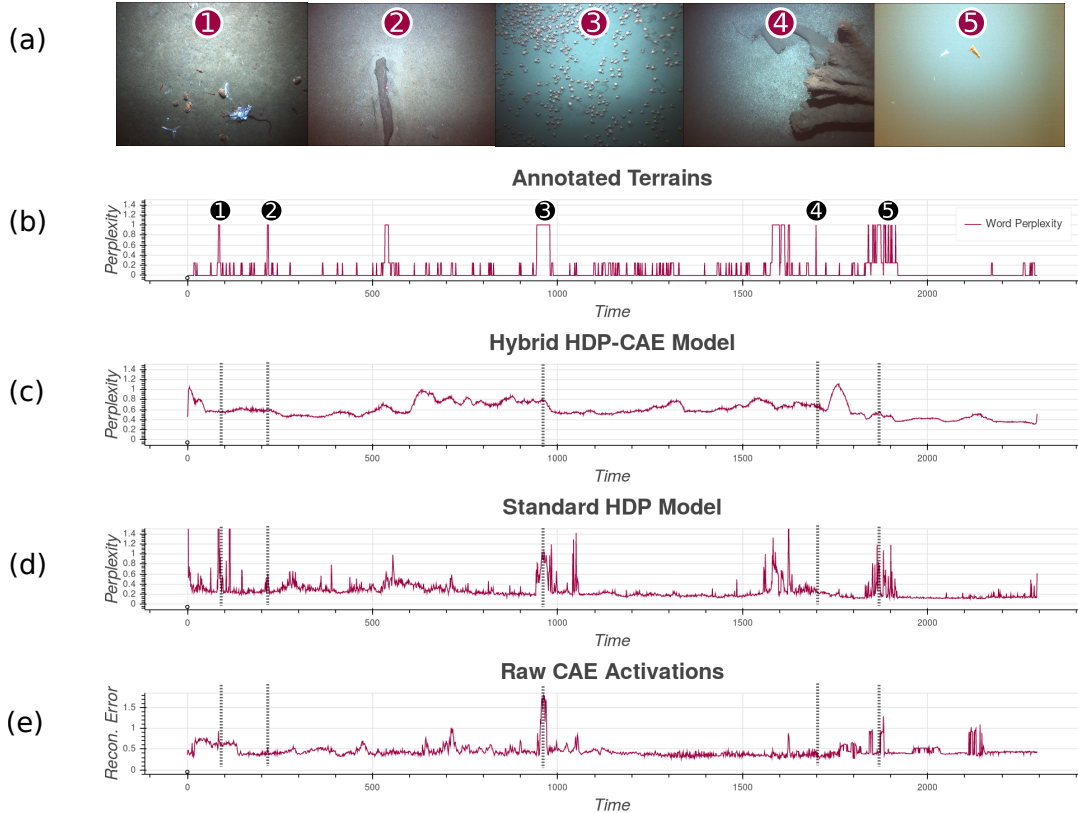 (a)
1 2 3 4 5
(b)
Annotated Terrains
Perplexity
1.4
1.2
1
0.8
0.6
0.4
0.2
0
1 2 3 4 5
Word Perplexity
0 500 1000 1500 2000
Time
(c)
Hybrid HDP-CAE Model
Perplexity
1.4
1.2
1
0.8
0.6
0.4
0.2
0
0 500 1000 1500 2000
Time
(d)
Standard HDP Model
Perplexity
1.4
1.2
1
0.8
0.6
0.4
0.2
0
0 500 1000 1500 2000
Time
(e)
Raw CAE Activations
Recon. Error
1.5
1
0.5
0
0 500 1000 1500 2000
Time